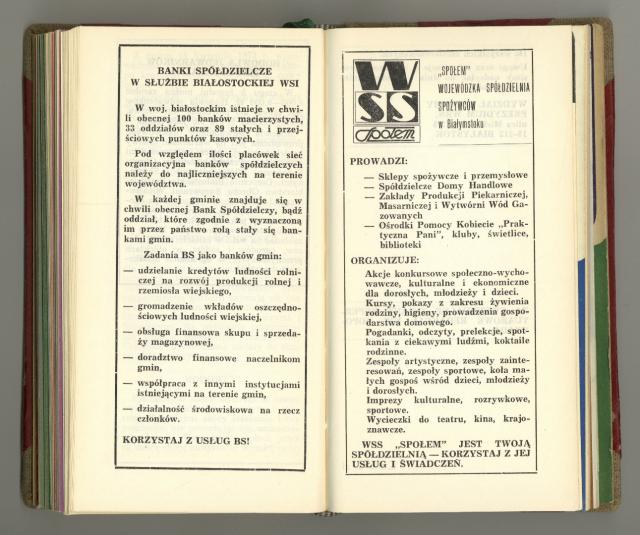 BANKI SPÓŁDZIELCZE
W SŁUŻBIE BIAŁOSTOCKIEJ WSI
W woj. białostockim istnieje w chwi-
li obecnej 100 banków macierzystych,
33 oddziałów oraz 89 stałych i przej-
ściowych punktów kasowych.
Pod względem ilości placówek sieć
organizacyjna banków spółdzielczych
należy do najliczniejszych na terenie
województwa.
W każdej gminie znajduje się w
chwili obecnej Bank Spółdzielczy, bądź
oddział, które zgodnie z wyznaczoną
im przez państwo rolą stały się ban-
kami gmin.
Zadania BS jako banków gmin:
— udzielanie kredytów ludności rolni-
czej na rozwój produkcji rolnej i
rzemiosła wiejskiego,
— gromadzenie wkładów oszczędno-
ściowych ludności wiejskiej,
— obsługa finansowa skupu i sprzeda-
ży magazynowej,
— doradztwo finansowe naczelnikom
gmin,
— współpraca z innymi instytucjami
istniejącymi na terenie gmin,
— działalność środowiskowa na rzecz
członków.
KORZYSTAJ Z USŁUG BS!
WSS
Społem
„SPOŁEM”
WOJEWÓDZKA SPÓŁDZIELNIA
SPOŻYWCÓW
w Białymstoku
PROWADZI:
— Sklepy spożywcze i przemysłowe
— Spółdzielcze Domy Handlowe
— Zakłady Produkcji Piekarniczej,
Masarniczej i Wytwórni Wód Ga-
zowanych
— Ośrodki Pomocy Kobiecie „Prak-
tyczna Pani”, kluby, świetlice,
biblioteki
ORGANIZUJE:
Akcje konkursowe społeczno-wycho-
wawcze, kulturalne i ekonomiczne
dla dorosłych, młodzieży i dzieci.
Kursy, pokazy z zakresu żywienia
rodziny, higieny, prowadzenia gospo-
darstwa domowego.
Pogadanki, odczyty, prelekcje, spot-
kania z ciekawymi ludźmi, koktaile
rodzinne.
Zespoły artystyczne, zespoły zainte-
resowań, zespoły sportowe, koła ma-
łych gosposi wśród dzieci, młodzieży
i dorosłych.
Imprezy kulturalne, rozrywkowe,
sportowe.
Wycieczki do teatru, kina, krajo-
znawcze.
WSS „SPOŁEM” JEST TWOJĄ
SPÓŁDZIELNIĄ — KORZYSTAJ Z JEJ
USŁUG I ŚWIADCZEŃ.